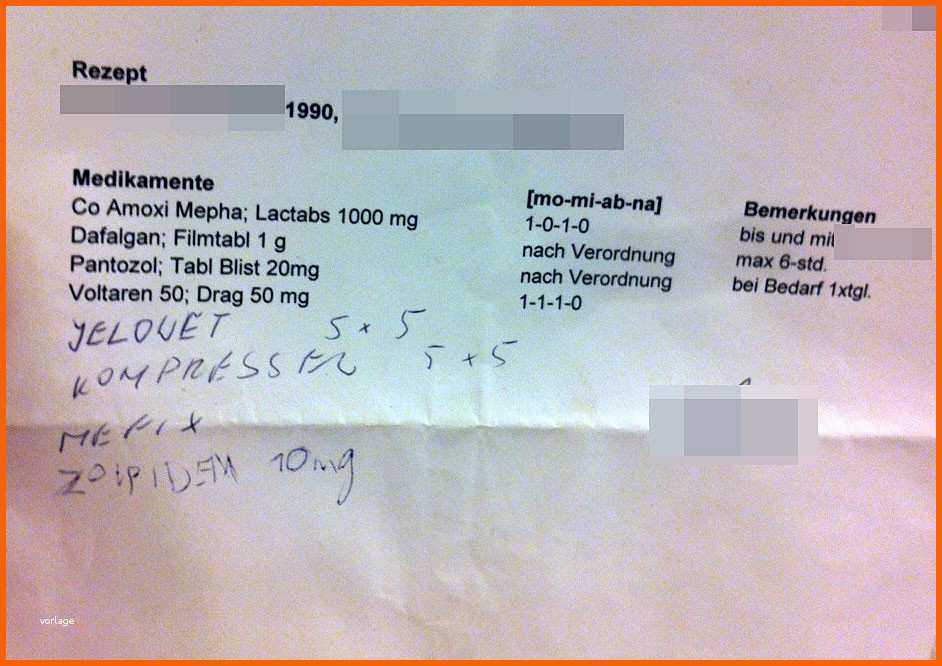 Rezept
1990,
Medikamente [mo-mi-ab-na] Bemerkungen
Co Amoxi Mepha; Lactabs 1000 mg 1-0-1-0 bis und mit
Dafalgan; Filmtabl 1 g nach Verordnung max 6-std.
Pantozol; Tabl Blist 20mg nach Verordnung bei Bedarf 1xtgl.
Voltaren 50; Drag 50 mg 1-1-1-0
JELONET 5 x 5
KOMPRESSEN 5 x 5
MEFIX
ZOLPIDEM 10mg
vorlage